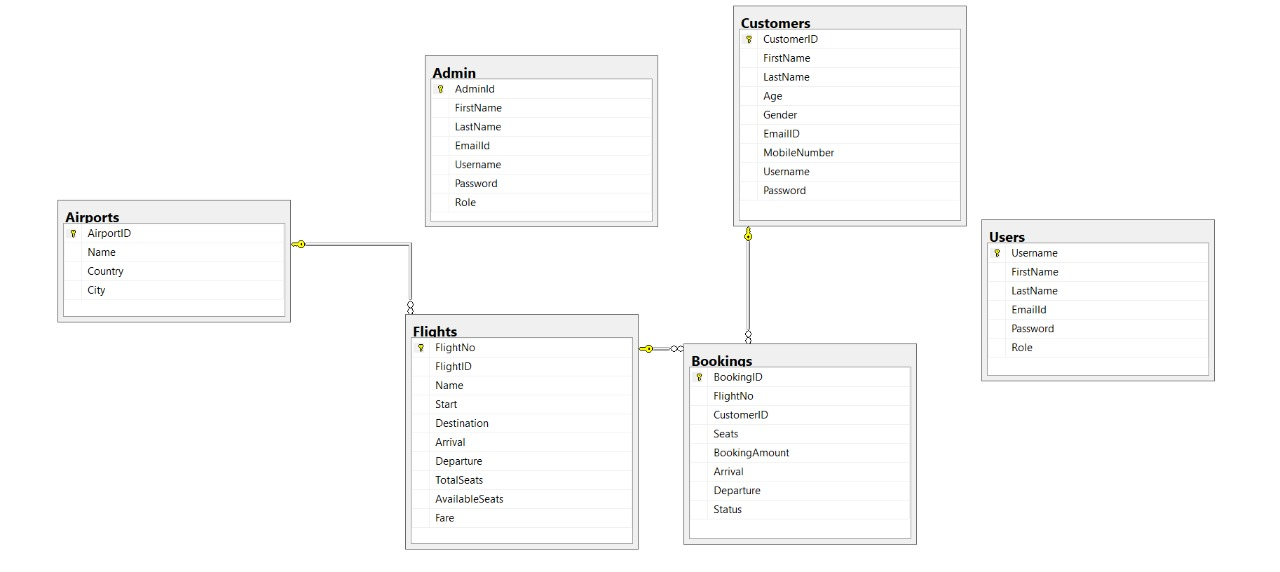 Customers
CustomerID
FirstName
LastName
Age
Gender
EmailID
MobileNumber
Username
Password
Admin
AdminId
FirstName
LastName
EmailId
Username
Password
Role
Airports
AirportID
Name
Country
City
Users
Username
FirstName
LastName
EmailId
Password
Role
Flights
FlightNo
FlightID
Name
Start
Destination
Arrival
Departure
TotalSeats
AvailableSeats
Fare
Bookings
BookingID
FlightNo
CustomerID
Seats
BookingAmount
Arrival
Departure
Status